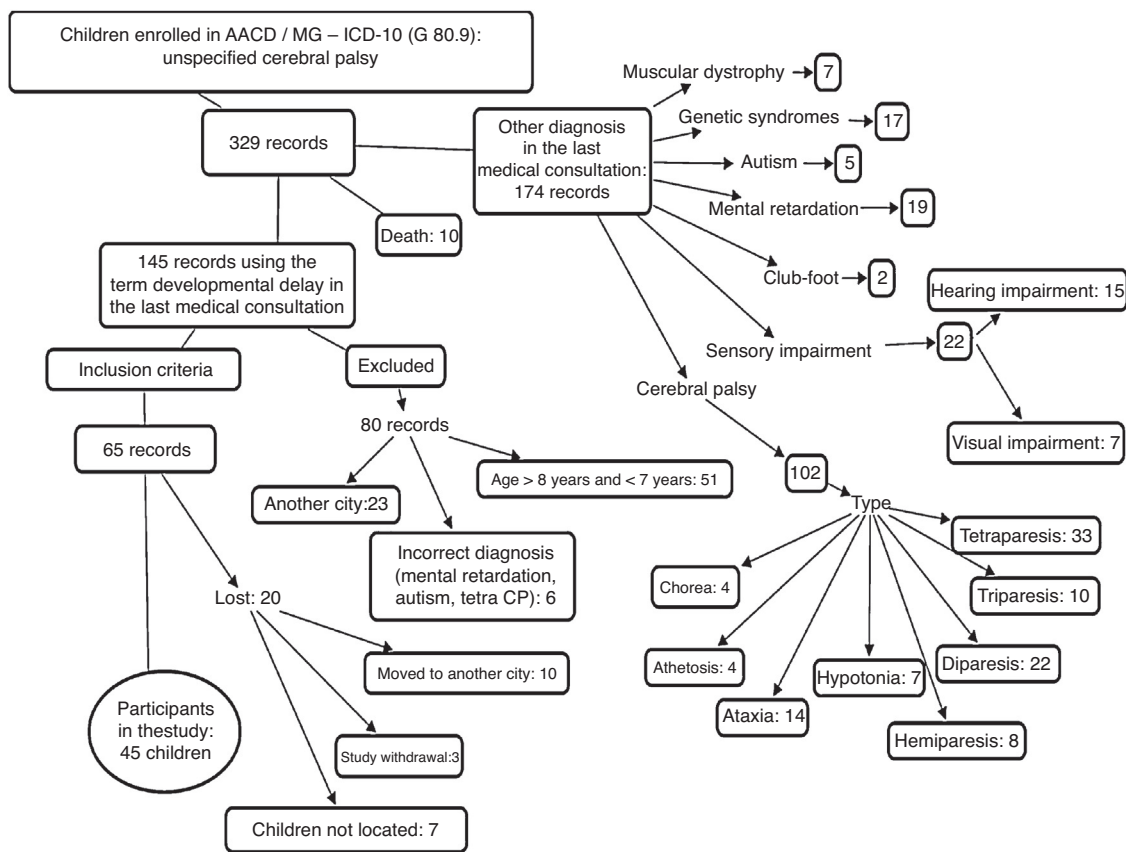 Children enrolled in AACD / MG – ICD-10 (G 80.9):
unspecified cerebral palsy
329 records
Death: 10
145 records using the
term developmental delay in
the last medical consultation
Inclusion criteria
65 records
Participants
in thestudy:
45 children
Lost: 20
Moved to another city: 10
Study withdrawal:3
Children not located: 7
Excluded
80 records
Another city:23
Age > 8 years and < 7 years: 51
Incorrect diagnosis
(mental retardation,
autism, tetra CP): 6
Other diagnosis
in the last
medical consultation:
174 records
Muscular dystrophy
7
Genetic syndromes
17
Autism
5
Mental retardation
19
Club-foot
2
Sensory impairment
22
Hearing impairment: 15
Visual impairment: 7
Cerebral palsy
102
Type
Tetraparesis: 33
Triparesis: 10
Diparesis: 22
Hemiparesis: 8
Hypotonia: 7
Ataxia: 14
Athetosis: 4
Chorea: 4